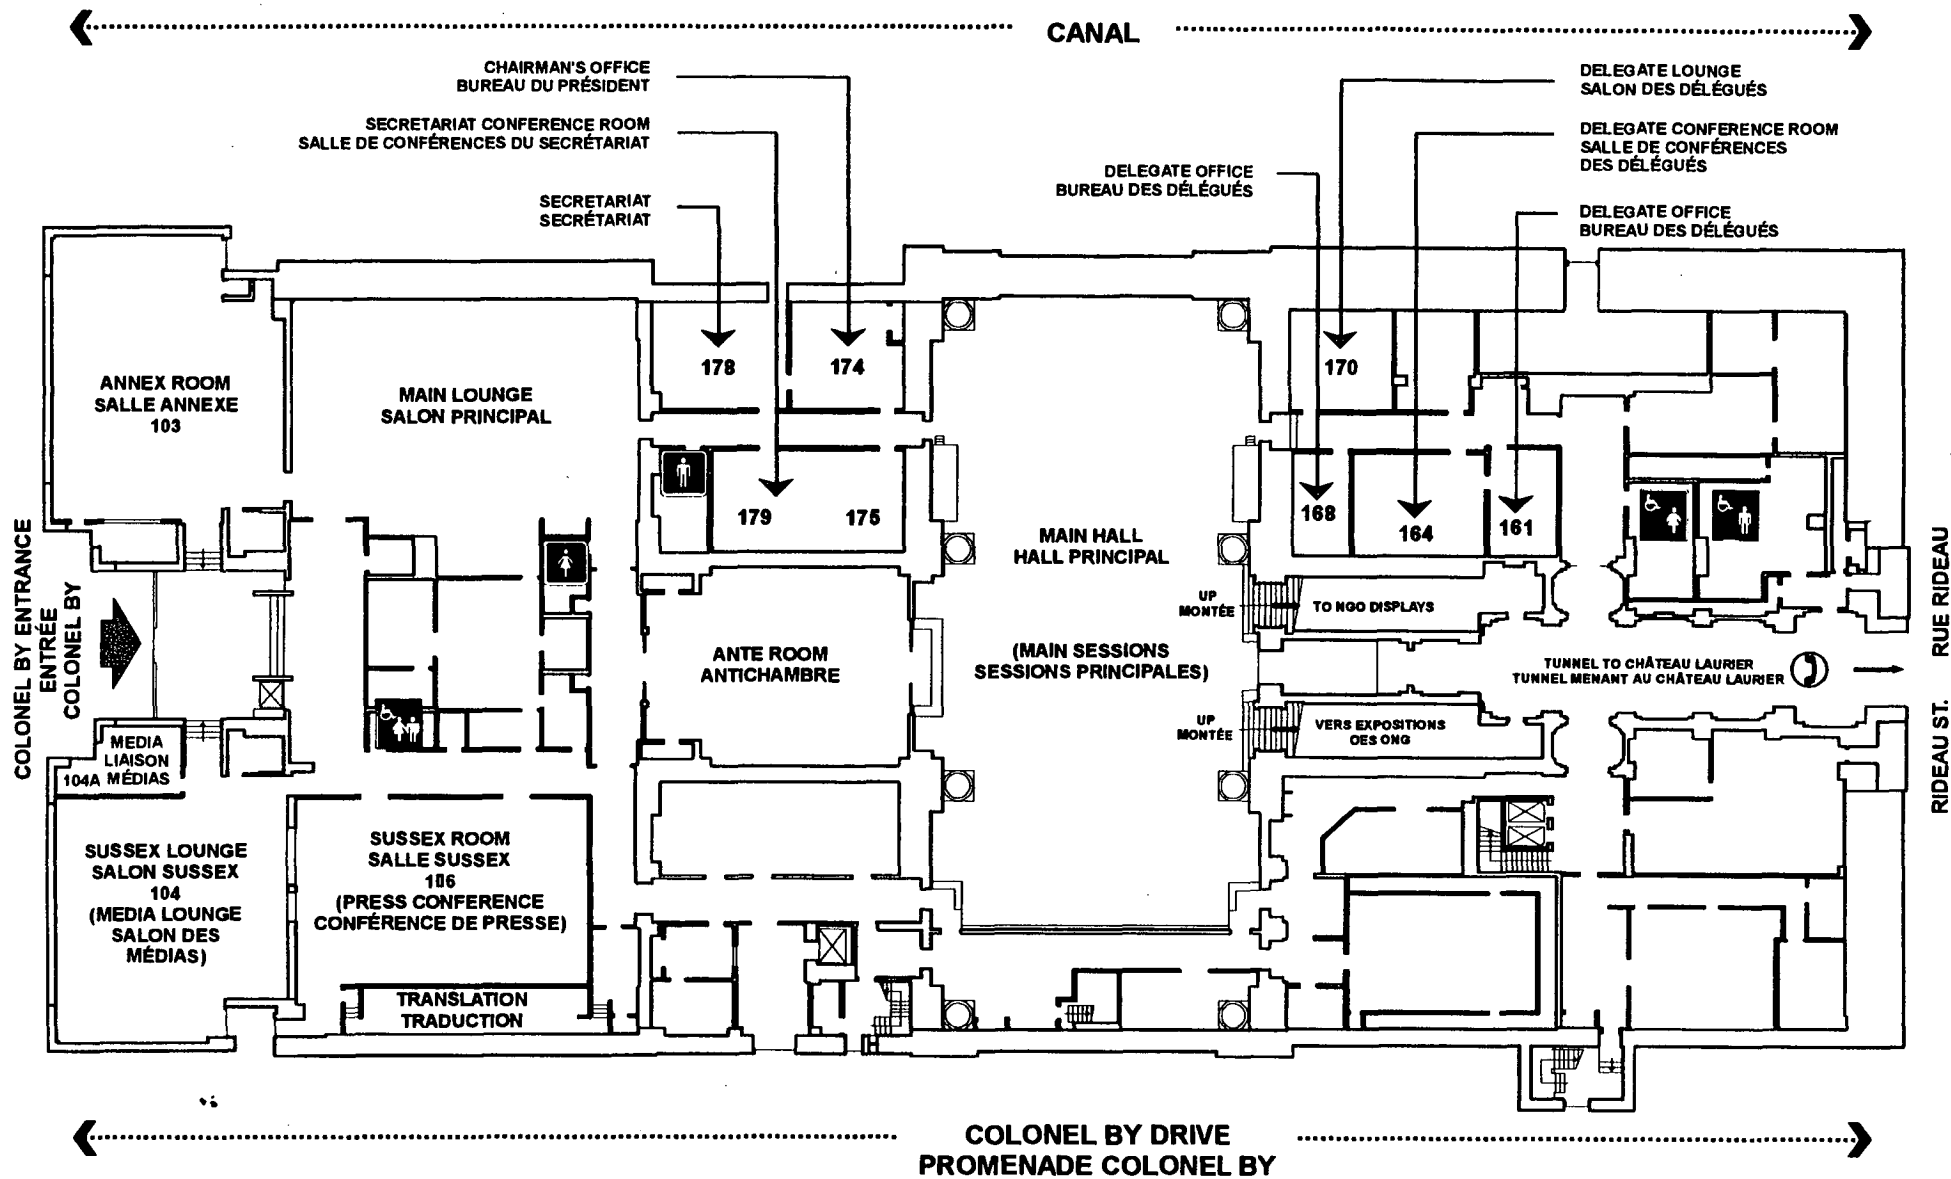 CANAL
CHAIRMAN'S OFFICE
BUREAU DU PRÉSIDENT
SECRETARIAT CONFERENCE ROOM
SALLE DE CONFÉRENCES DU SECRÉTARIAT
SECRETARIAT
SECRÉTARIAT
DELEGATE OFFICE
BUREAU DES DÉLÉGUÉS
DELEGATE LOUNGE
SALON DES DÉLÉGUÉS
DELEGATE CONFERENCE ROOM
SALLE DE CONFÉRENCES
DES DÉLÉGUÉS
DELEGATE OFFICE
BUREAU DES DÉLÉGUÉS
ANNEX ROOM
SALLE ANNEXE
103
MAIN LOUNGE
SALON PRINCIPAL
178
174
179
175
170
168
164
161
MAIN HALL
HALL PRINCIPAL
(MAIN SESSIONS
SESSIONS PRINCIPALES)
ANTE ROOM
ANTICHAMBRE
UP
MONTÉE
TO NGO DISPLAYS
TUNNEL TO CHÂTEAU LAURIER
TUNNEL MENANT AU CHÂTEAU LAURIER
UP
MONTÉE
VERS EXPOSITIONS
OES ONG
COLONEL BY ENTRANCE
ENTRÉE
COLONEL BY
RIDEAU ST. RUE RIDEAU
MEDIA
LIAISON
104A MÉDIAS
SUSSEX LOUNGE
SALON SUSSEX
104
(MEDIA LOUNGE
SALON DES
MÉDIAS)
SUSSEX ROOM
SALLE SUSSEX
106
(PRESS CONFERENCE
CONFÉRENCE DE PRESSE)
TRANSLATION
TRADUCTION
COLONEL BY DRIVE
PROMENADE COLONEL BY